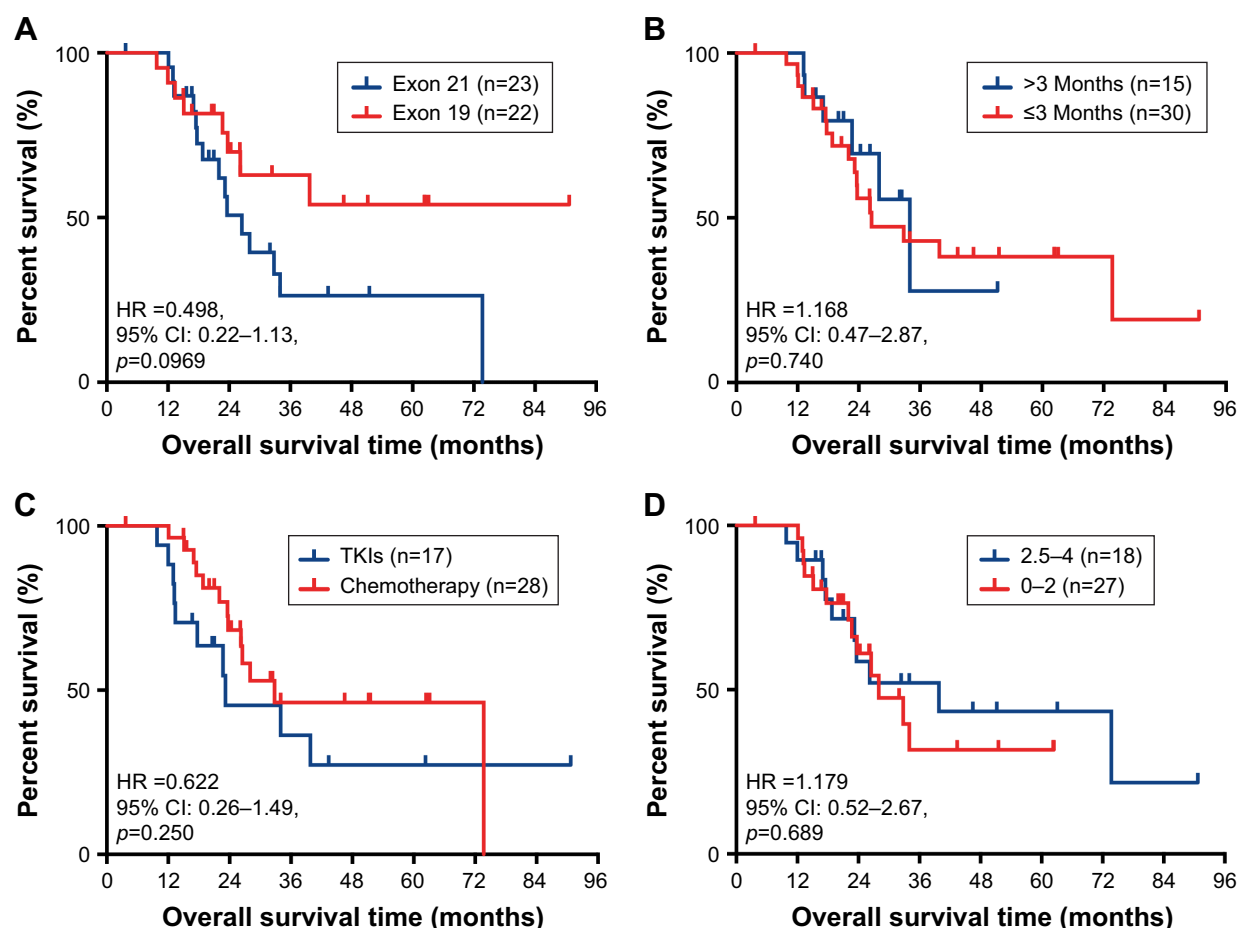 A
Percent survival (%)
100
50
0
Exon 21 (n=23)
Exon 19 (n=22)
HR =0.498,
95% CI: 0.22–1.13,
p=0.0969
0 12 24 36 48 60 72 84 96
Overall survival time (months)
B
Percent survival (%)
100
50
0
>3 Months (n=15)
≤3 Months (n=30)
HR =1.168
95% CI: 0.47–2.87,
p=0.740
0 12 24 36 48 60 72 84 96
Overall survival time (months)
C
Percent survival (%)
100
50
0
TKIs (n=17)
Chemotherapy (n=28)
HR =0.622
95% CI: 0.26–1.49,
p=0.250
0 12 24 36 48 60 72 84 96
Overall survival time (months)
D
Percent survival (%)
100
50
0
2.5–4 (n=18)
0–2 (n=27)
HR =1.179
95% CI: 0.52–2.67,
p=0.689
0 12 24 36 48 60 72 84 96
Overall survival time (months)